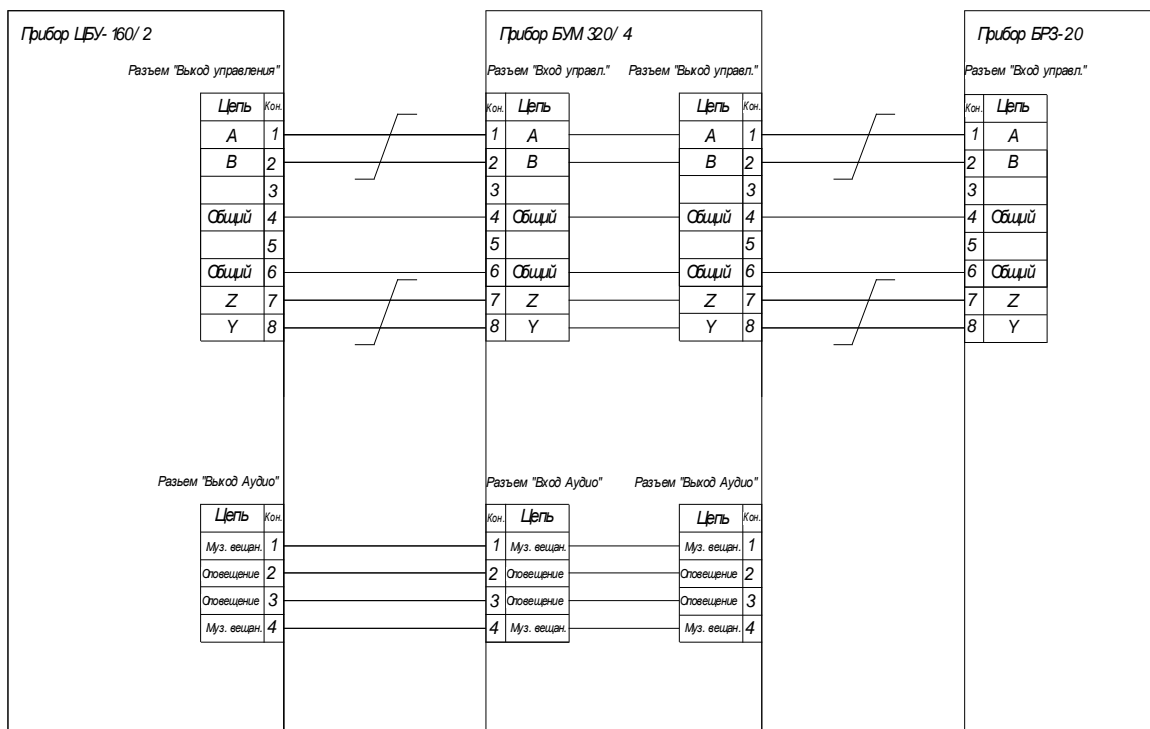 Прибор ЦБУ- 160/ 2
Прибор БУМ 320/ 4
Прибор БРЗ-20
Разъем "Выход управления"
Разъем "Вход управл."
Разъем "Выход управл."
Разъем "Вход управл."
Цепь Кон.
Кон. Цепь
Цепь Кон.
Кон. Цепь
А 1
1 А
А 1
1 А
В 2
2 В
В 2
2 В
3
3
3
3
Общий 4
4 Общий
Общий 4
4 Общий
5
5
5
5
Общий 6
6 Общий
Общий 6
6 Общий
Z 7
7 Z
Z 7
7 Z
Y 8
8 Y
Y 8
8 Y
Разьем "Выход Аудио"
Разъем "Вход Аудио"
Разъем "Выход Аудио"
Цепь Кон.
Кон. Цепь
Цепь Кон.
Муз. вещан. 1
1 Муз. вещан.
Муз. вещан. 1
Оповещение 2
2 Оповещение
Оповещение 2
Оповещение 3
3 Оповещение
Оповещение 3
Муз. вещан. 4
4 Муз. вещан.
Муз. вещан. 4